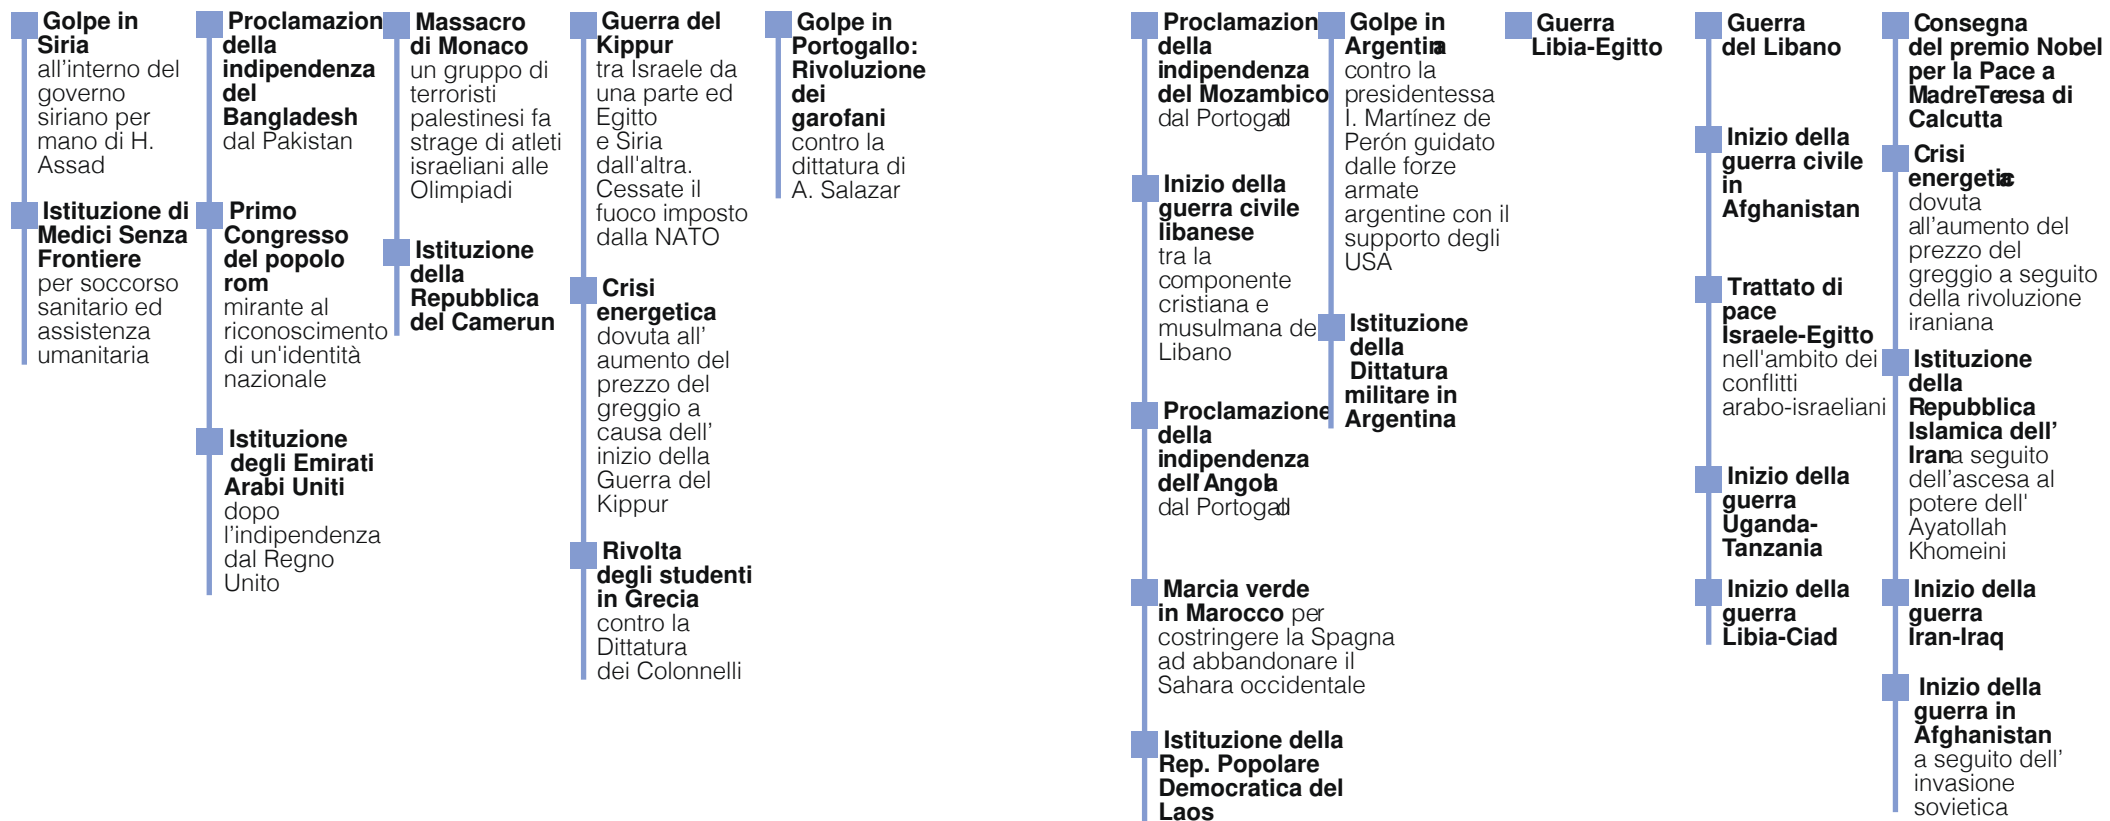 Golpe in
Siria
all’interno del
governo
siriano per
mano di H.
Assad
Istituzione di
Medici Senza
Frontiere
per soccorso
sanitario ed
assistenza
umanitaria
Proclamazion
della
indipendenza
del
Bangladesh
dal Pakistan
Primo
Congresso
del popolo
rom
mirante al
riconoscimento
di un'identità
nazionale
Istituzione
degli Emirati
Arabi Uniti
dopo
l’indipendenza
dal Regno
Unito
Massacro
di Monaco
un gruppo di
terroristi
palestinesi fa
strage di atleti
israeliani alle
Olimpiadi
Istituzione
della
Repubblica
del Camerun
Guerra del
Kippur
tra Israele da
una parte ed
Egitto
e Siria
dall'altra.
Cessate il
fuoco imposto
dalla NATO
Crisi
energetica
dovuta all’
aumento del
prezzo del
greggio a
causa dell’
inizio della
Guerra del
Kippur
Rivolta
degli studenti
in Grecia
contro la
Dittatura
dei Colonnelli
Golpe in
Portogallo:
Rivoluzione
dei
garofani
contro la
dittatura di
A. Salazar
Proclamazion
della
indipendenza
del Mozambico
dal Portogallo
Inizio della
guerra civile
libanese
tra la
componente
cristiana e
musulmana de
Libano
Proclamazione
della
indipendenza
dell'Angola
dal Portogallo
Marcia verde
in Marocco per
costringere la Spagna
ad abbandonare il
Sahara occidentale
Istituzione della
Rep. Popolare
Democratica del
Laos
Golpe in
Argentina
contro la
presidentessa
I. Martínez de
Perón guidato
dalle forze
armate
argentine con il
supporto degli
USA
Istituzione
della
Dittatura
militare in
Argentina
Guerra
Libia-Egitto
Guerra
del Libano
Inizio della
guerra civile
in
Afghanistan
Trattato di
pace
Israele-Egitto
nell'ambito dei
conflitti
arabo-israeliani
Inizio della
guerra
Uganda-
Tanzania
Inizio della
guerra
Libia-Ciad
Consegna
del premio Nobel
per la Pace a
Madre Teresa di
Calcutta
Crisi
energetica
dovuta
all’aumento del
prezzo del
greggio a seguito
della rivoluzione
iraniana
Istituzione
della
Repubblica
Islamica dell’
Iran a seguito
dell’ascesa al
potere dell'
Ayatollah
Khomeini
Inizio della
guerra
Iran-Iraq
Inizio della
guerra in
Afghanistan
a seguito dell’
invasione
sovietica